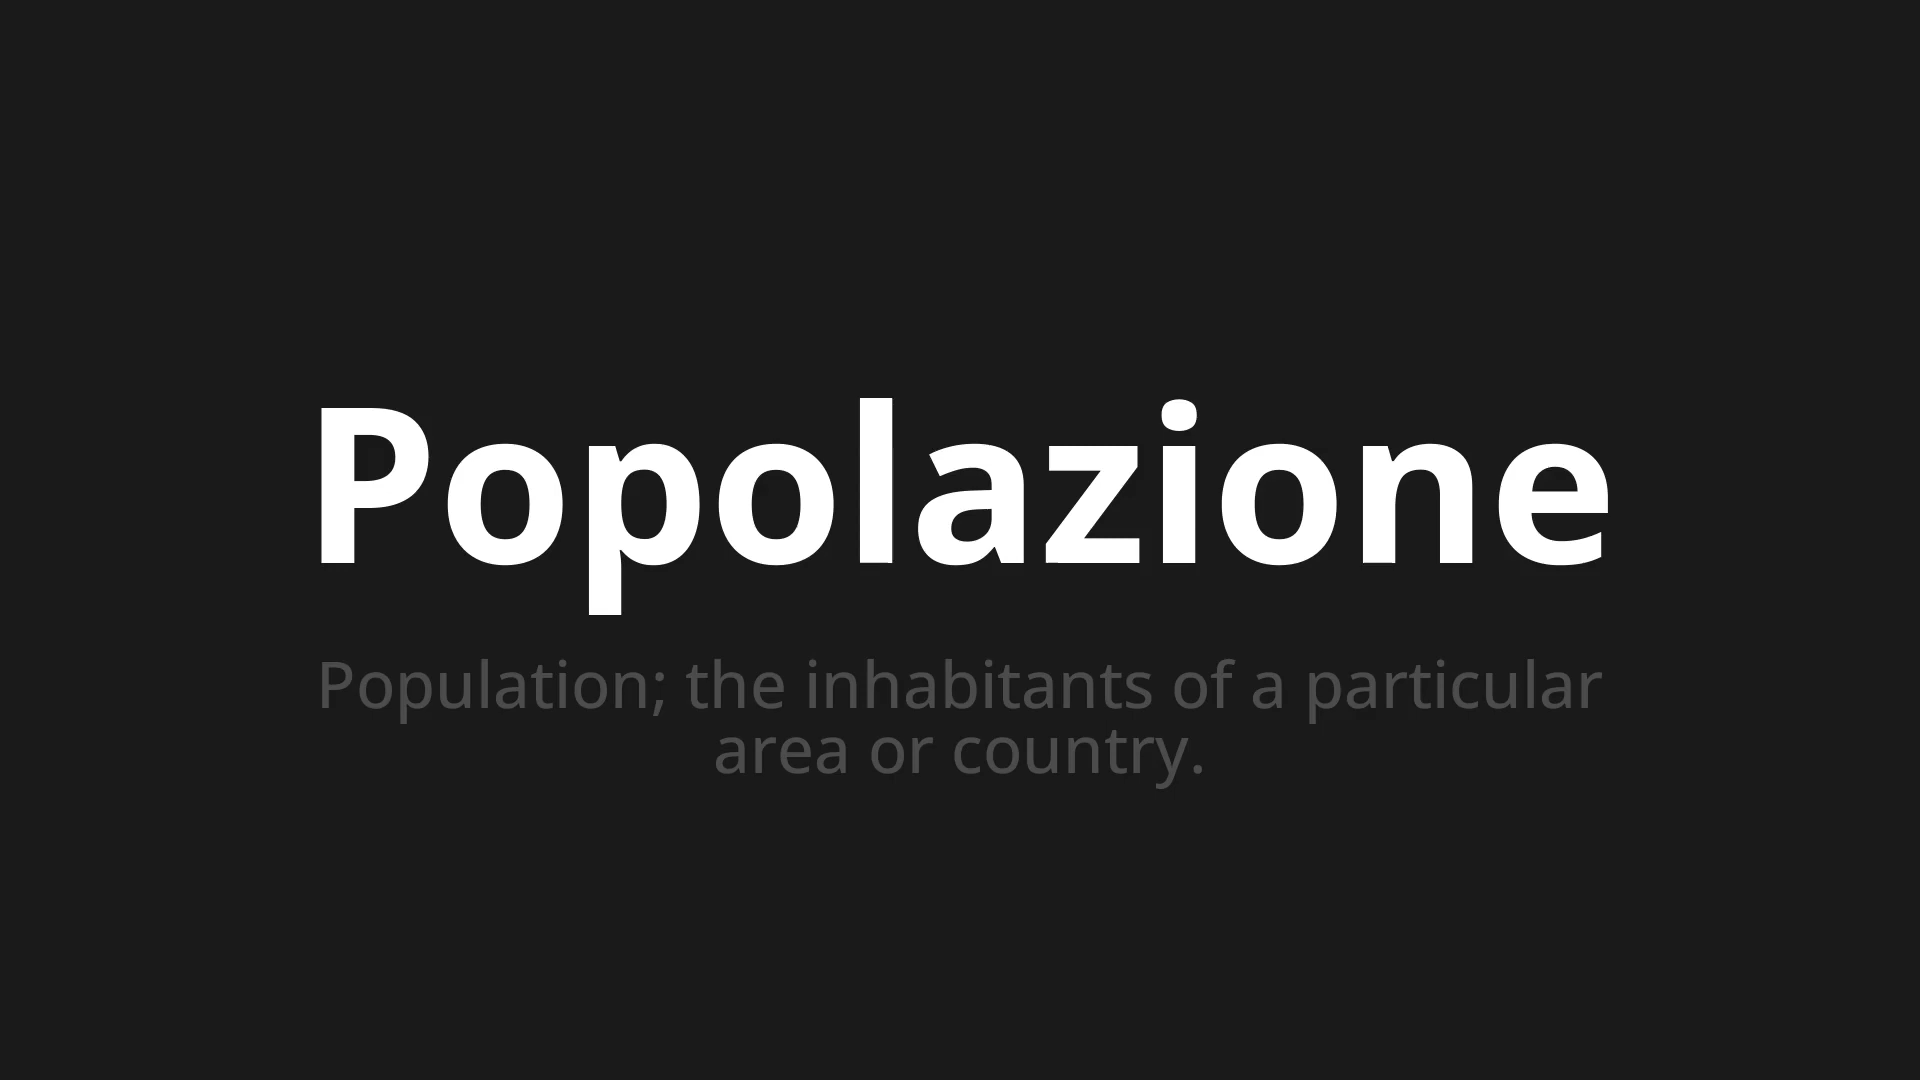 Popolazione
Population; the inhabitants of a particular
area or country.